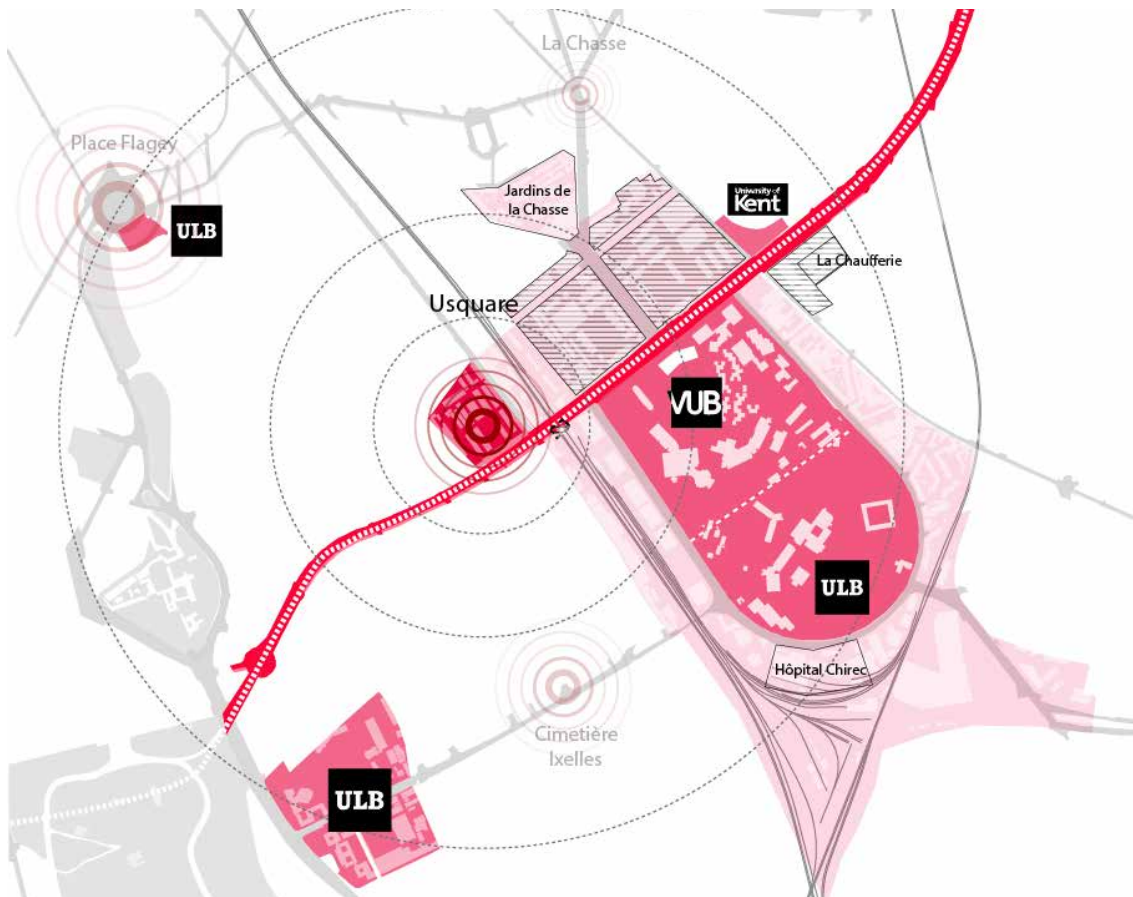 La Chasse
Place Flagey
ULB
Jardins de
la Chasse
University of
Kent
La Chaufferie
Usquare
VUB
ULB
Hôpital Chirec
Cimetière
Ixelles
ULB